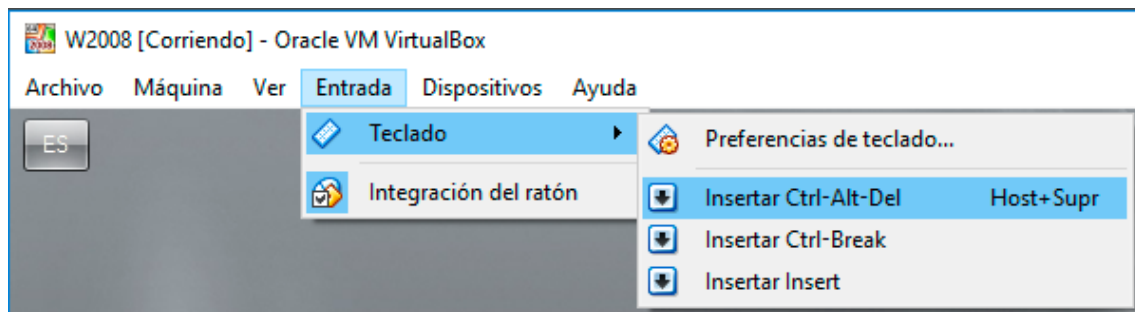 W2008 [Corriendo] - Oracle VM VirtualBox
Archivo Máquina Ver Entrada Dispositivos Ayuda
ES
Teclado
Integración del ratón
Preferencias de teclado...
Insertar Ctrl-Alt-Del Host+Supr
Insertar Ctrl-Break
Insertar Insert